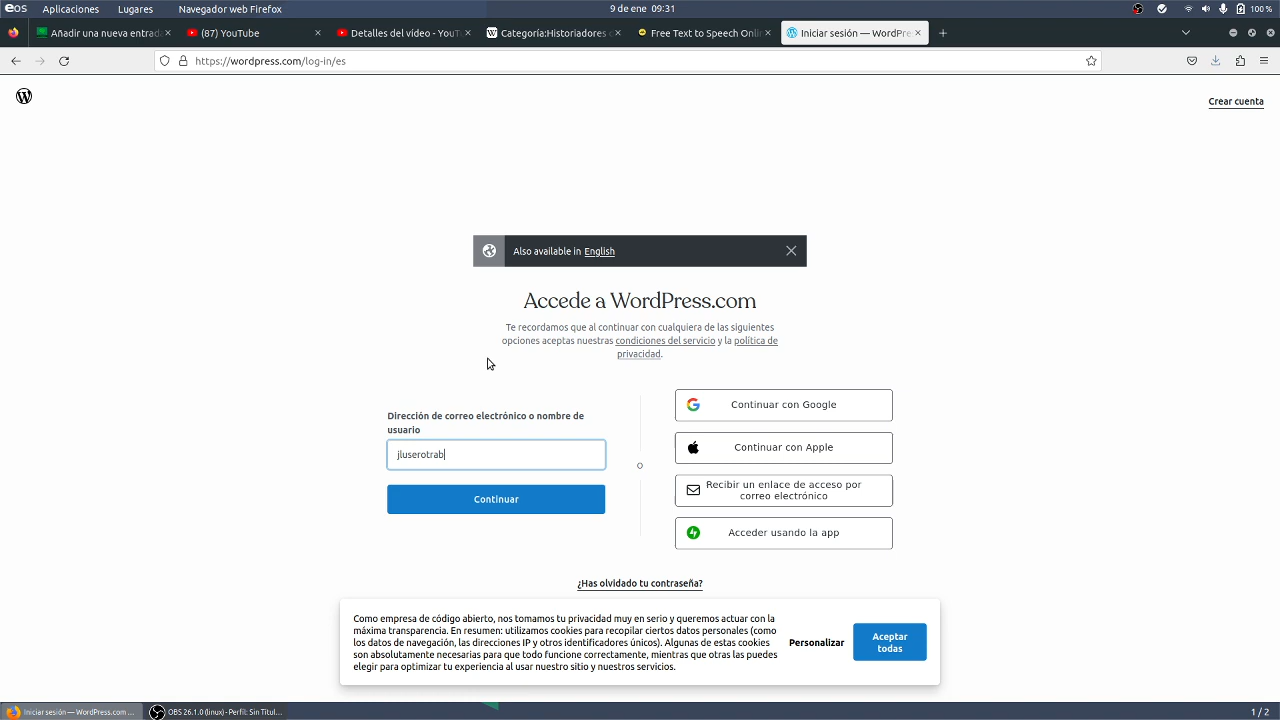 eos Aplicaciones Lugares Navegador web Firefox 9 de ene 09:31 100 %
Añadir una nueva entrada (87) YouTube Detalles del vídeo - YouT Categoría:Historiadores Free Text to Speech Onli Iniciar sesión — WordPre
https://wordpress.com/log-in/es
Crear cuenta
Also available in English
Accede a WordPress.com
Te recordamos que al continuar con cualquiera de las siguientes
opciones aceptas nuestras condiciones del servicio y la política de
privacidad.
Dirección de correo electrónico o nombre de
usuario
jluserotrab
Continuar
o
Continuar con Google
Continuar con Apple
Recibir un enlace de acceso por
correo electrónico
Acceder usando la app
¿Has olvidado tu contraseña?
Como empresa de código abierto, nos tomamos tu privacidad muy en serio y queremos actuar con la
máxima transparencia. En resumen: utilizamos cookies para recopilar ciertos datos personales (como
los datos de navegación, las direcciones IP y otros identificadores únicos). Algunas de estas cookies
son absolutamente necesarias para que todo funcione correctamente, mientras que otras las puedes
elegir para optimizar tu experiencia al usar nuestro sitio y nuestros servicios.
Personalizar
Aceptar
todas
Iniciar sesión — WordPress.com ... OBS 26.1.0 (linux) - Perfil: Sin Títul... 1 / 2